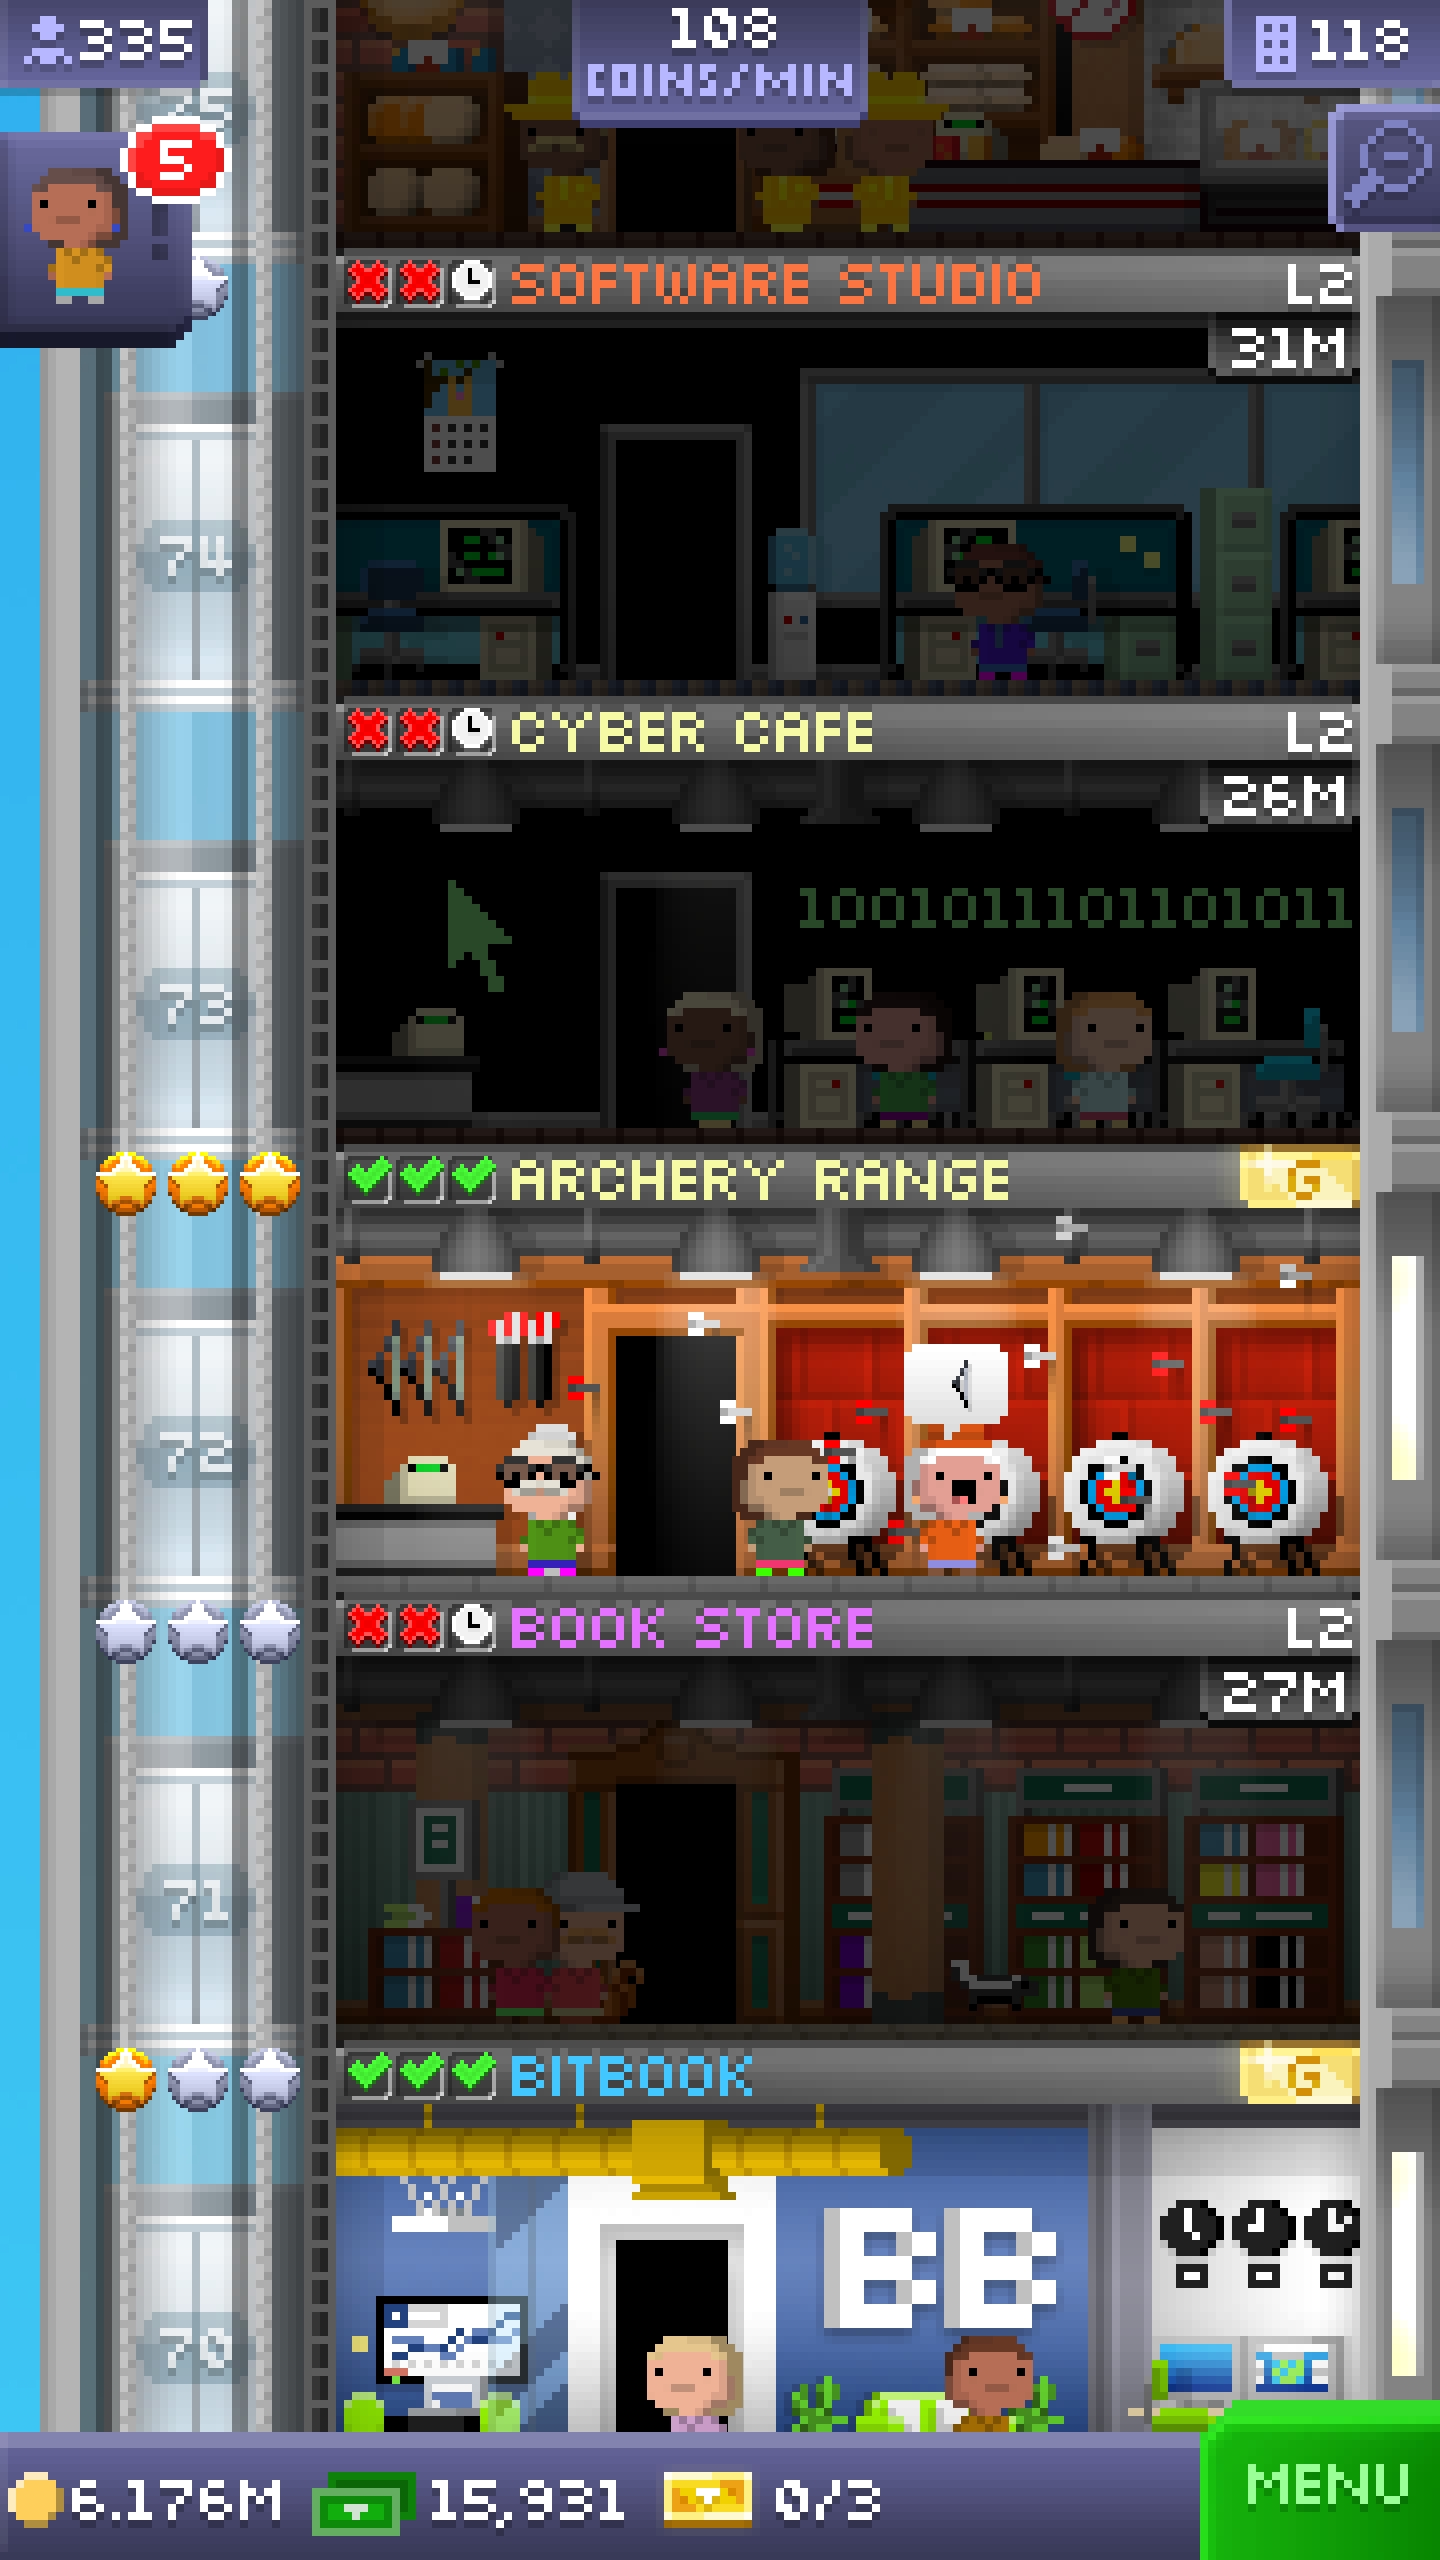 335
108
COINS/MIN
118
5
75
SOFTWARE STUDIO
L2
31M
74
CYBER CAFE
L2
26M
1001011101101011
73
ARCHERY RANGE
G
72
BOOK STORE
L2
27M
71
BITBOOK
G
BB
70
6.176M
15,931
0/3
MENU